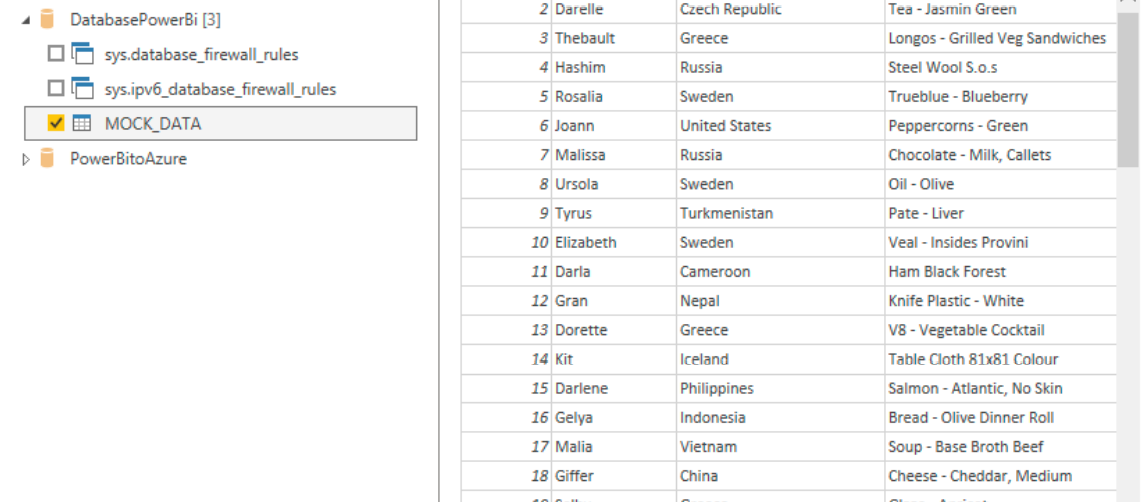 DatabasePowerBi [3]
sys.database_firewall_rules
sys.ipv6_database_firewall_rules
MOCK_DATA
PowerBitoAzure
2 Darelle Czech Republic Tea - Jasmin Green
3 Thebault Greece Longos - Grilled Veg Sandwiches
4 Hashim Russia Steel Wool S.o.s
5 Rosalia Sweden Trueblue - Blueberry
6 Joann United States Peppercorns - Green
7 Malissa Russia Chocolate - Milk, Callets
8 Ursola Sweden Oil - Olive
9 Tyrus Turkmenistan Pate - Liver
10 Elizabeth Sweden Veal - Insides Provini
11 Darla Cameroon Ham Black Forest
12 Gran Nepal Knife Plastic - White
13 Dorette Greece V8 - Vegetable Cocktail
14 Kit Iceland Table Cloth 81x81 Colour
15 Darlene Philippines Salmon - Atlantic, No Skin
16 Gelya Indonesia Bread - Olive Dinner Roll
17 Malia Vietnam Soup - Base Broth Beef
18 Giffer China Cheese - Cheddar, Medium